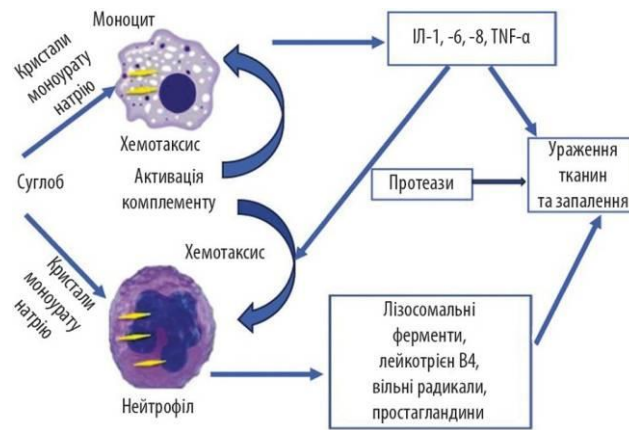 Моноцит
Кристали
моноурату
натрію
Хемотаксис
Активація
комплементу
Суглоб
Хемотаксис
Кристали
моноурату
натрію
Нейтрофіл
ІЛ-1, -6, -8, TNF-α
Протеази
Ураження
тканин
та запалення
Лізосомальні
ферменти,
лейкотрієн В4,
вільні радикали,
простагландини